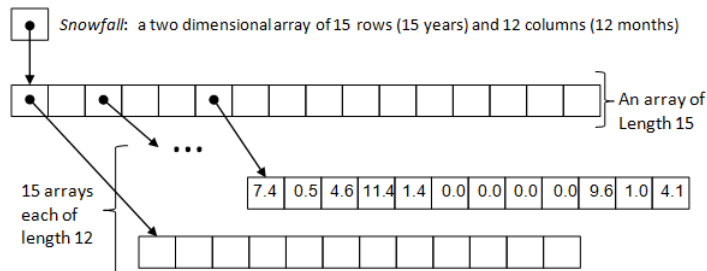 Snowfall: a two dimensional array of 15 rows (15 years) and 12 columns (12 months)
An array of
Length 15
...
15 arrays
each of
length 12
7.4 0.5 4.6 11.4 1.4 0.0 0.0 0.0 0.0 9.6 1.0 4.1